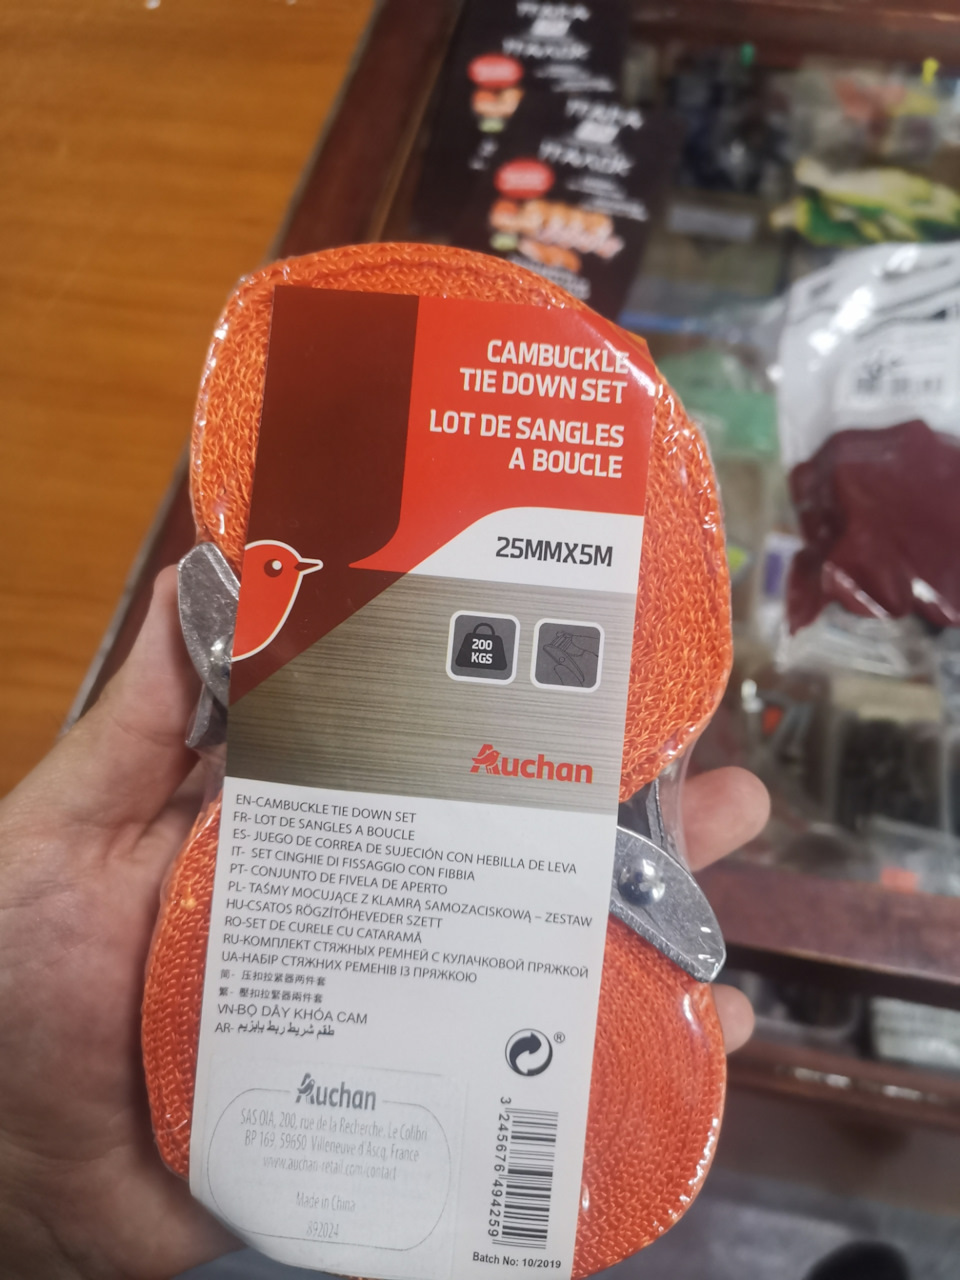 CAMBUCKLE
TIE DOWN SET
LOT DE SANGLES
A BOUCLE
25MMX5M
200
KGS
Auchan
EN-CAMBUCKLE TIE DOWN SET
FR- LOT DE SANGLES A BOUCLE
ES- JUEGO DE CORREA DE SUJECIÓN CON HEBILLA DE LEVA
IT- SET CINGHIE DI FISSAGGIO CON FIBBIA
PT- CONJUNTO DE FIVELA DE APERTO
PL- TAŚMY MOCUJĄCE Z KLAMRĄ SAMOZACISKOWĄ – ZESTAW
HU-CSATOS RÖGZÍTŐHEVEDER SZETT
RO-SET DE CURELE CU CATARAMĂ
RU-КОМПЛЕКТ СТЯЖНЫХ РЕМНЕЙ С КУЛАЧКОВОЙ ПРЯЖКОЙ
UA-НАБІР СТЯЖНИХ РЕМЕНІВ ІЗ ПРЯЖКОЮ
简- 压扣拉紧器两件套
繁- 壓扣拉緊器兩件套
VN-BỘ DÂY KHÓA CAM
AR- طقم شريط ربط بابزيم
®
Auchan
SAS OIA, 200, rue de la Recherche, Le Colibri
BP 169. 59650 Villeneuve d'Ascq, France
www.auchan-retail.com/contact
Made in China
892024
3 245676 494259
Batch No: 10/2019